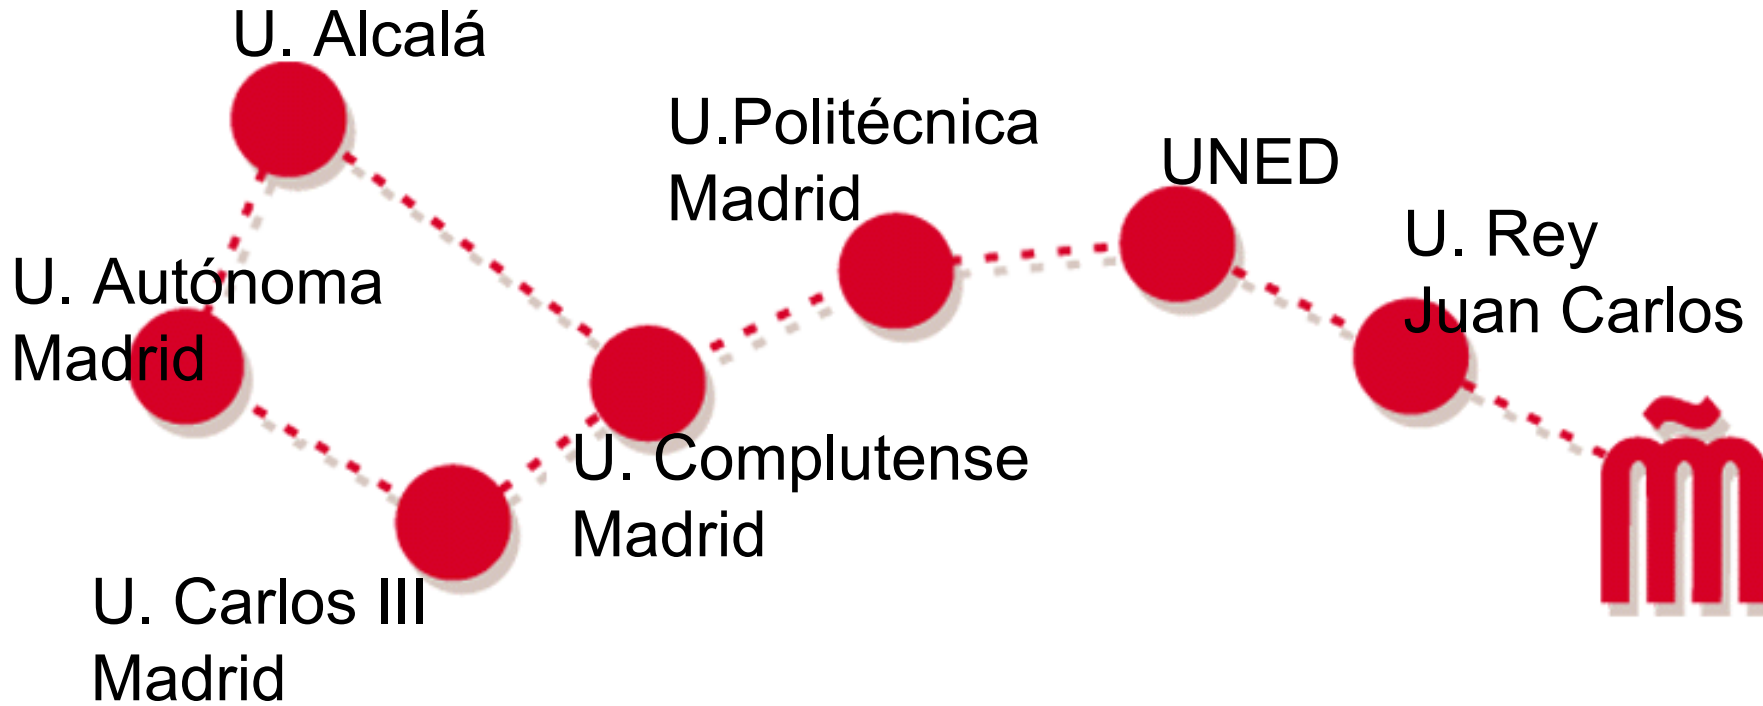 U. Alcalá
U.Politécnica
Madrid
UNED
U. Rey
Juan Carlos
U. Autónoma
Madrid
U. Complutense
Madrid
U. Carlos III
Madrid